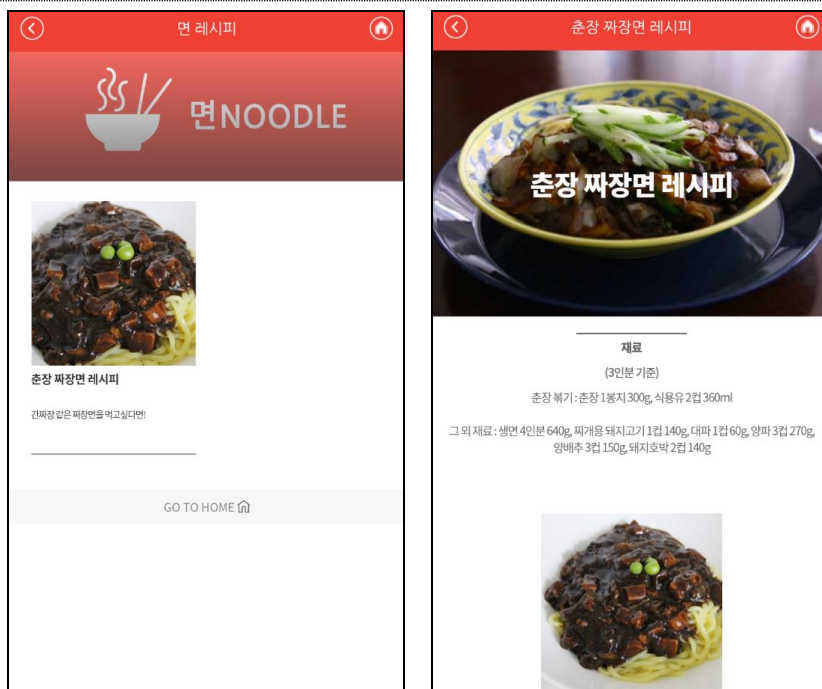 면 레시피
면NOODLE
춘장 짜장면 레시피
간짜장 같은 짜장면을 먹고싶다면!
GO TO HOME
춘장 짜장면 레시피
춘장 짜장면 레시피
재료
(3인분 기준)
춘장 볶기 : 춘장 1봉지 300g, 식용유 2컵 360ml
그 외 재료 : 생면 4인분 640g, 찌개용 돼지고기 1컵 140g, 대파 1컵 60g, 양파 3컵 270g,
양배추 3컵 150g, 돼지호박 2컵 140g